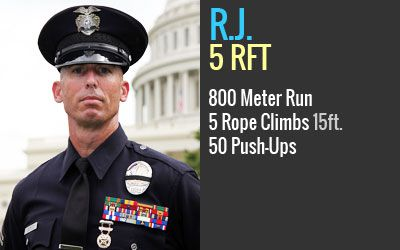 R.J.
5 RFT
800 Meter Run
5 Rope Climbs 15ft.
50 Push-Ups